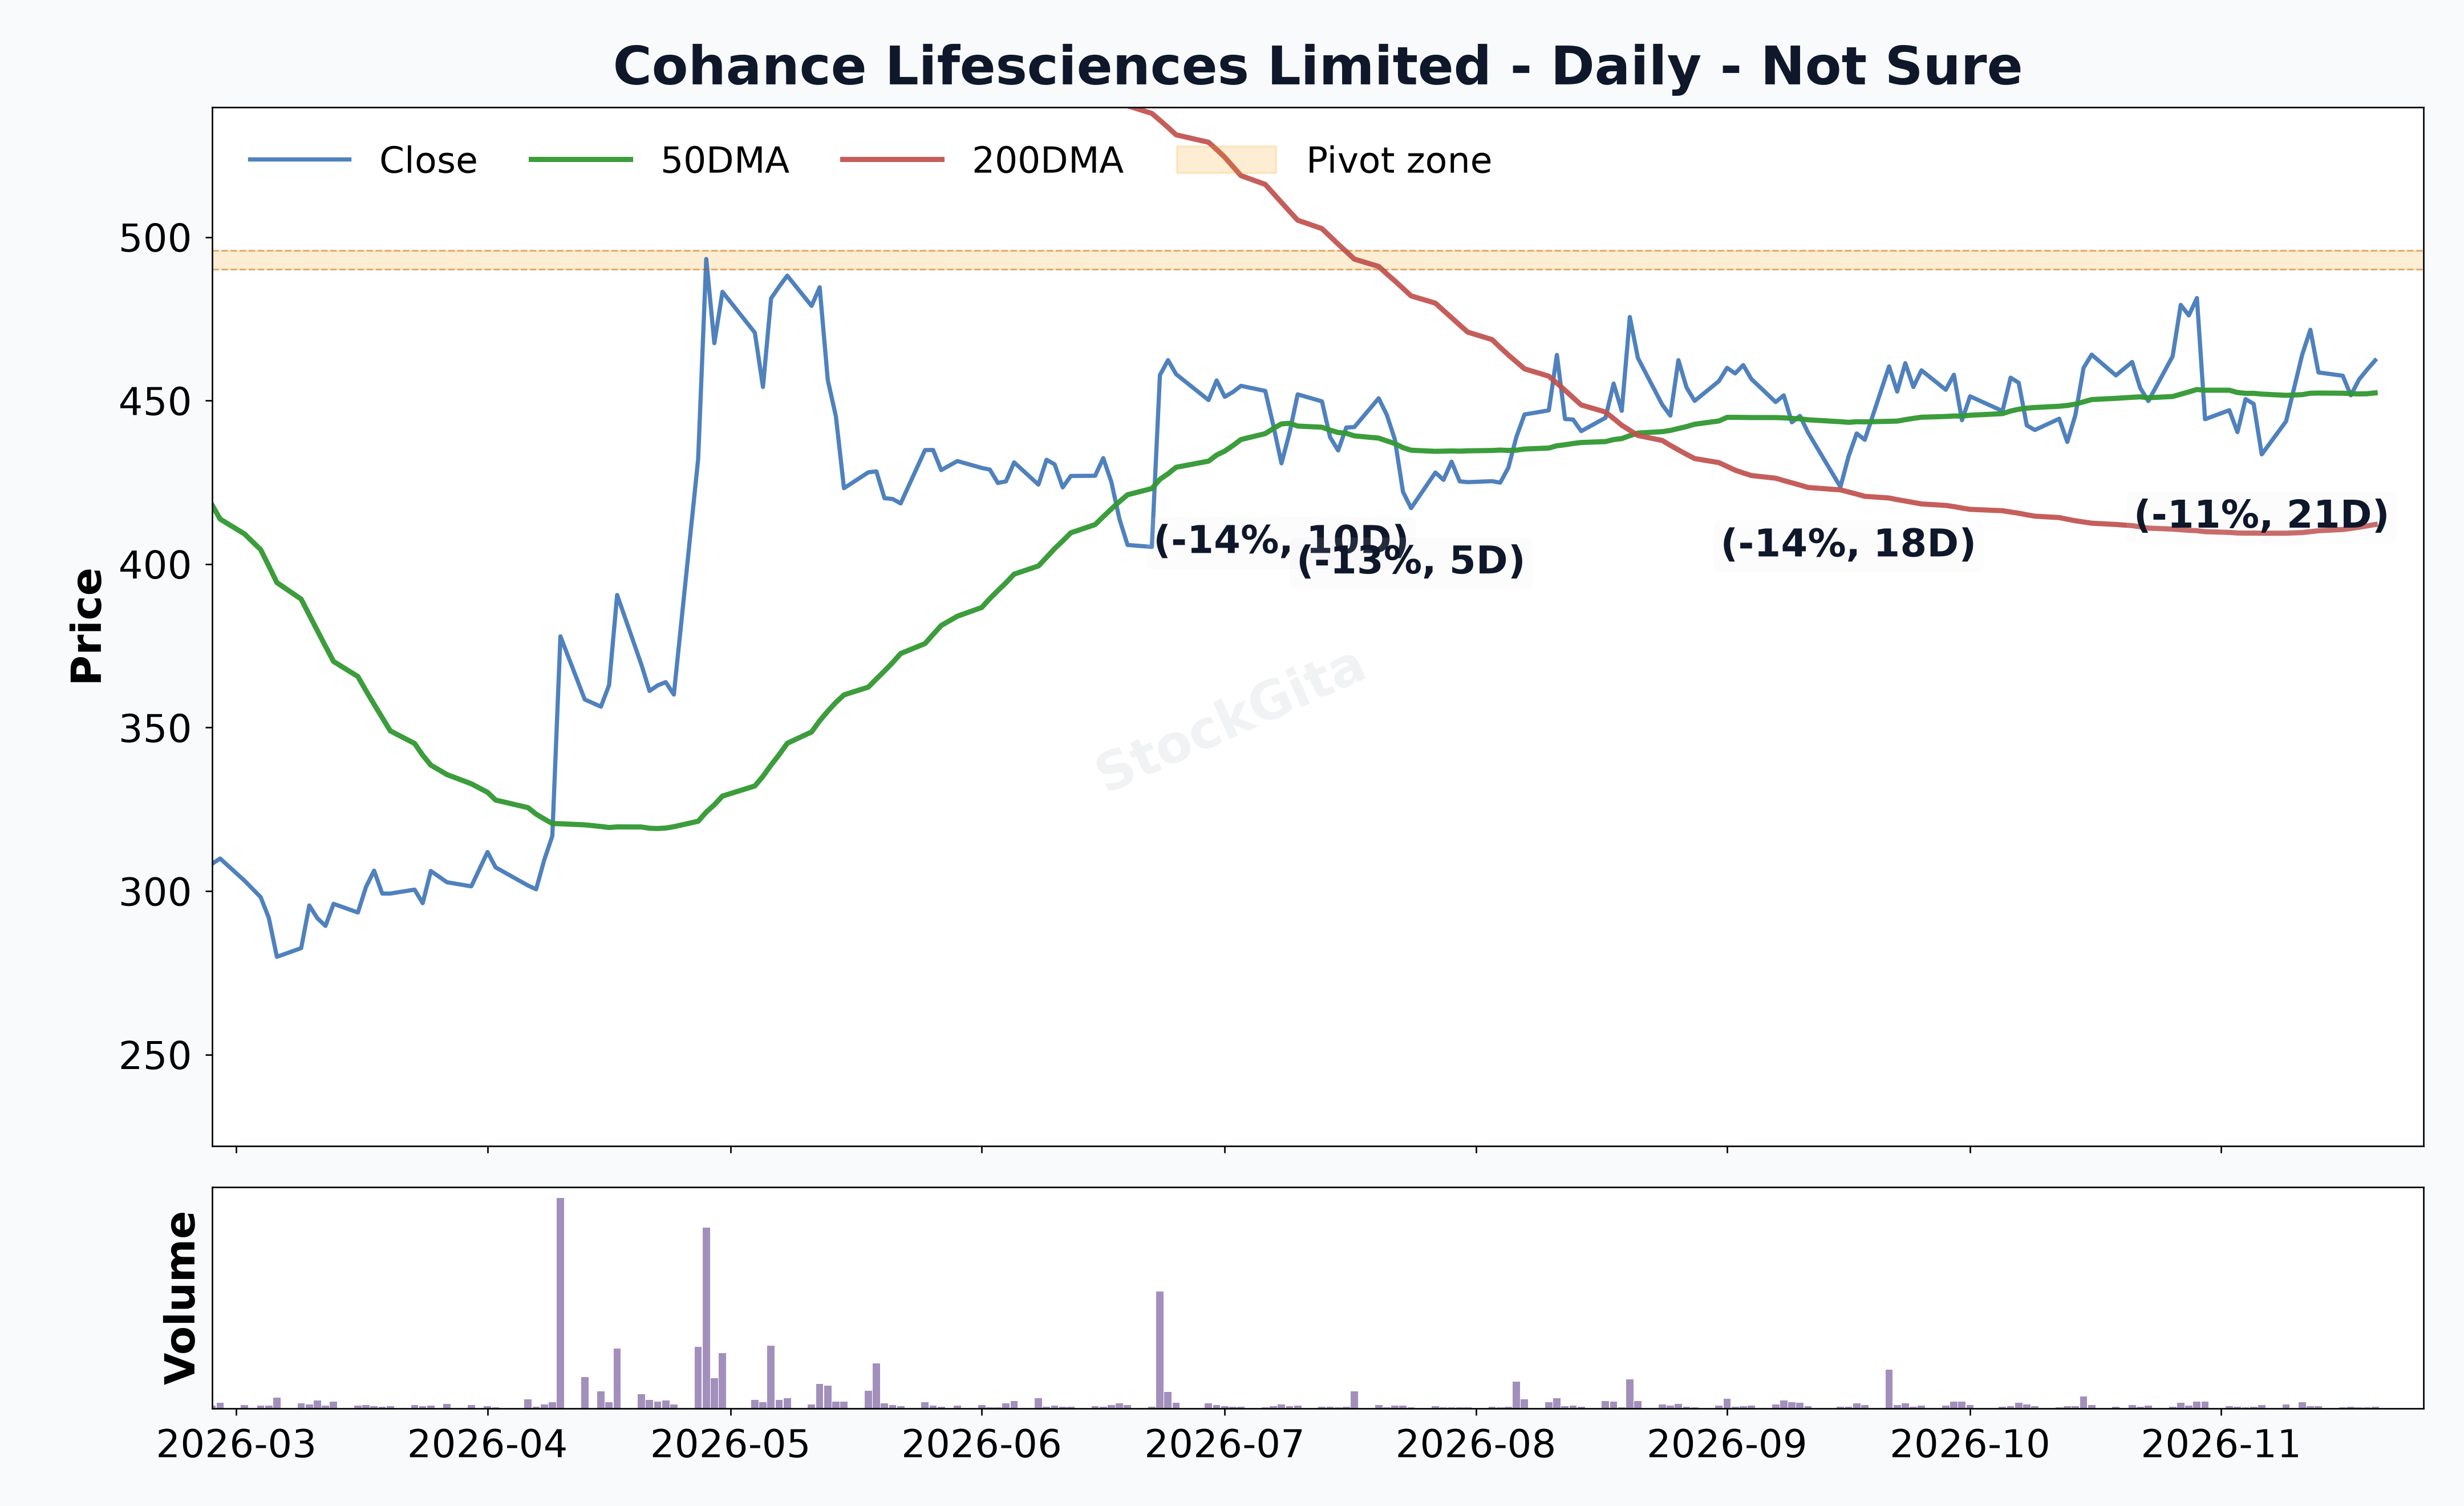 Cohance Lifesciences Limited - Daily - Not Sure
Close 50DMA 200DMA Pivot zone
Price
500
450
400
350
300
250
(-14%, 10D)
(-13%, 5D)
(-14%, 18D)
(-11%, 21D)
StockGita
Volume
2026-03 2026-04 2026-05 2026-06 2026-07 2026-08 2026-09 2026-10 2026-11